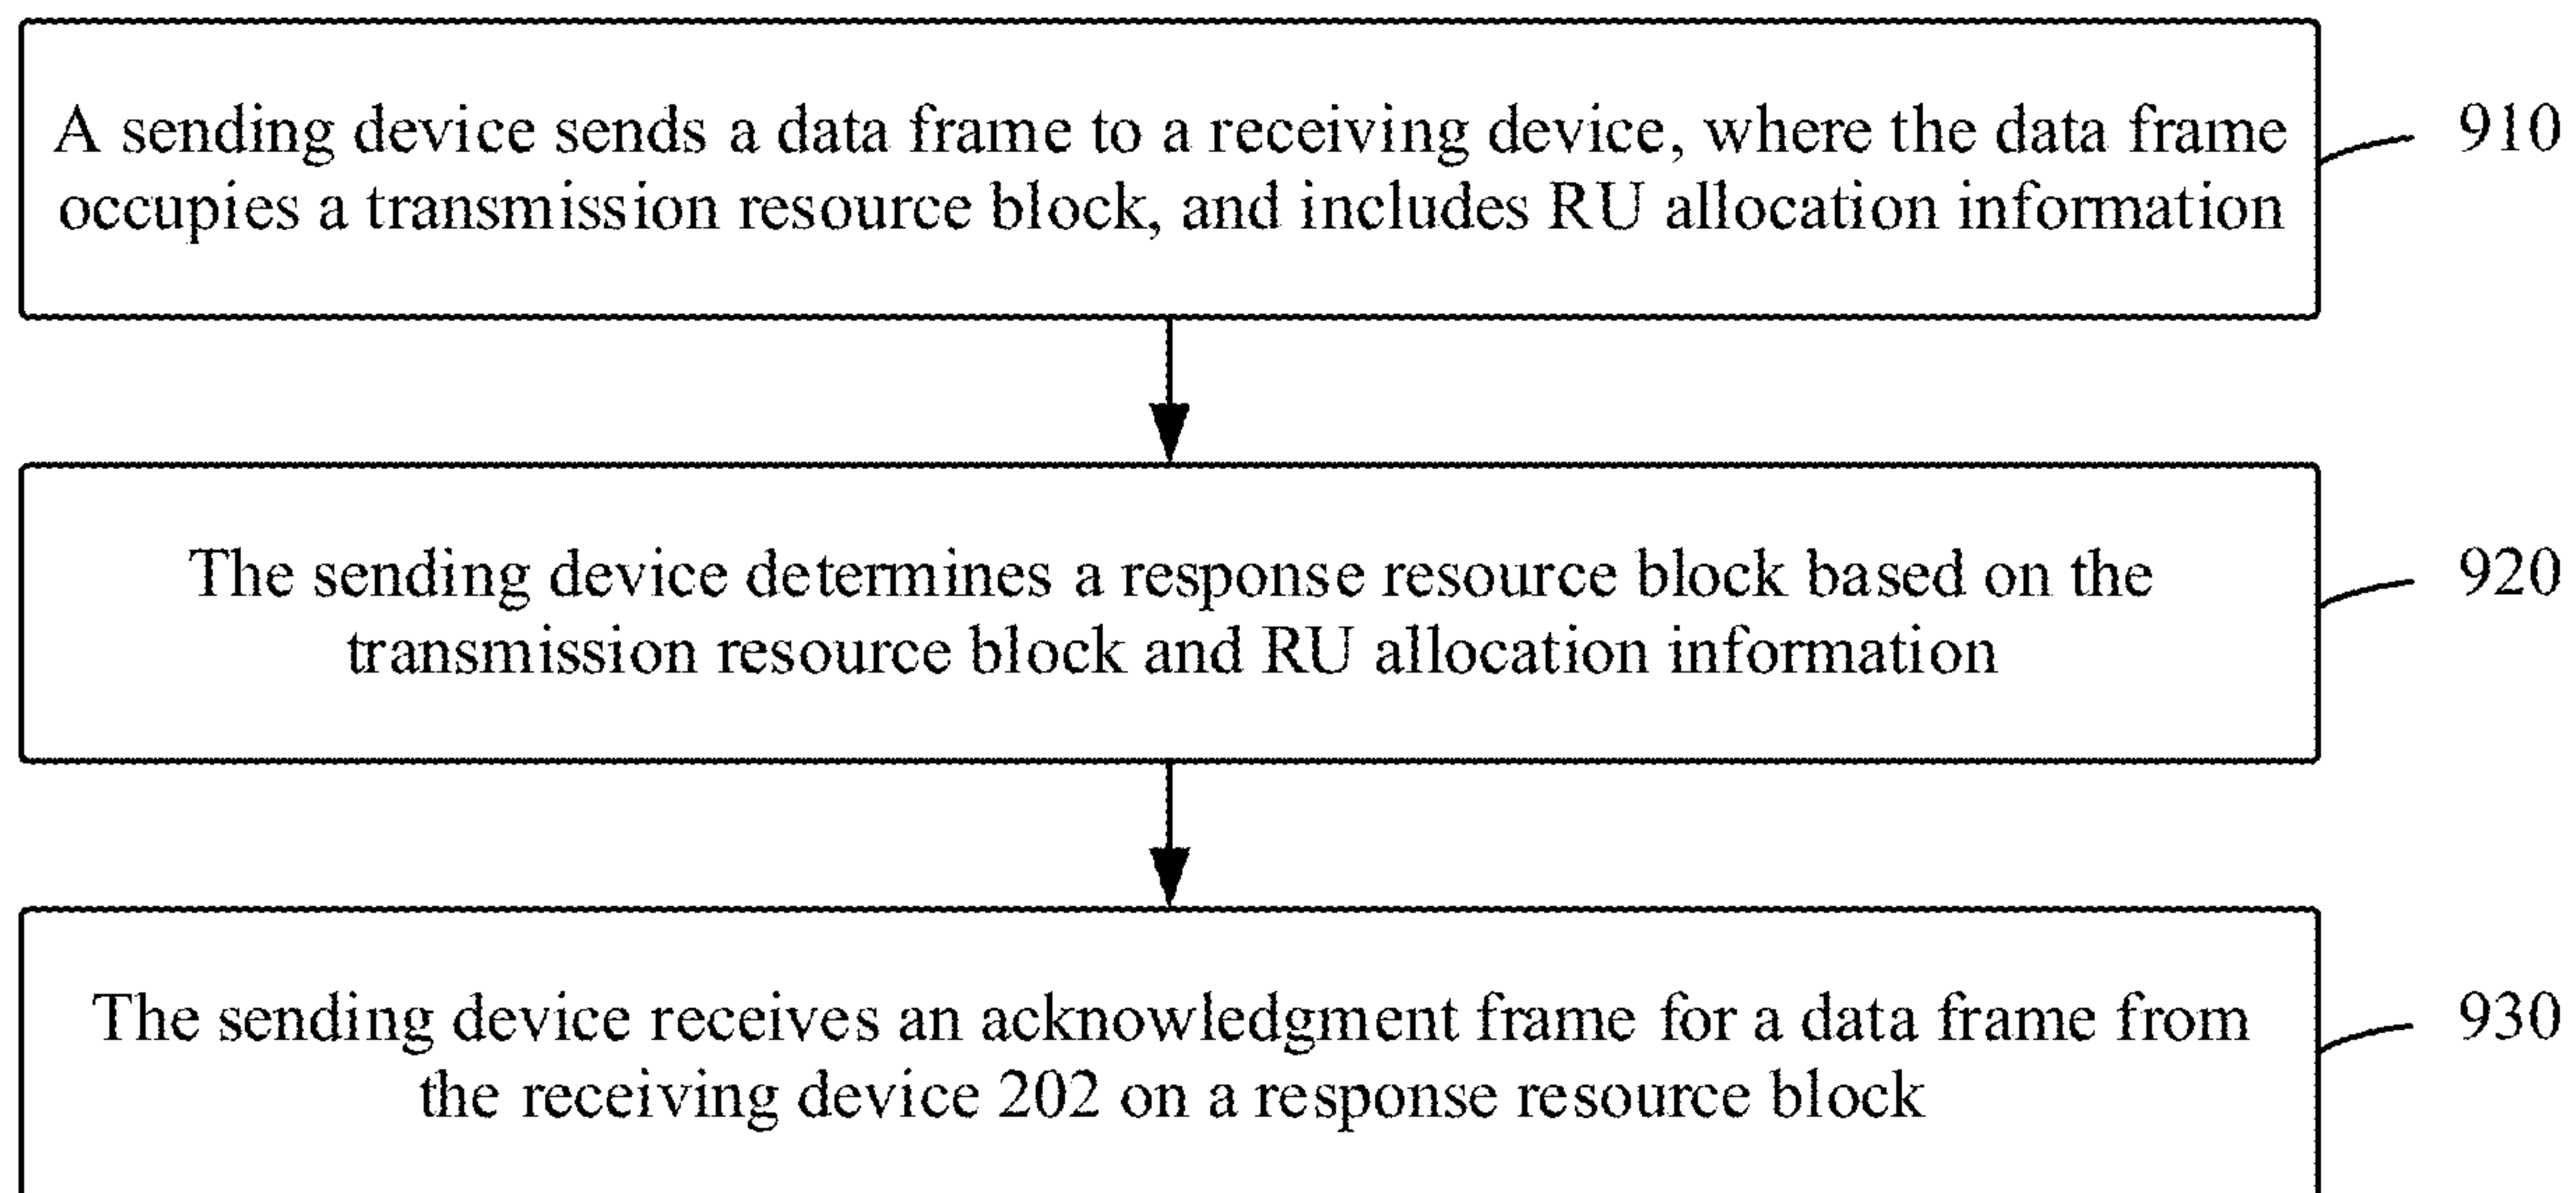 A sending device sends a data frame to a receiving device, where the data frame
occupies a transmission resource block, and includes RU allocation information
910
The sending device determines a response resource block based on the
transmission resource block and RU allocation information
920
The sending device receives an acknowledgment frame for a data frame from
the receiving device 202 on a response resource block
930